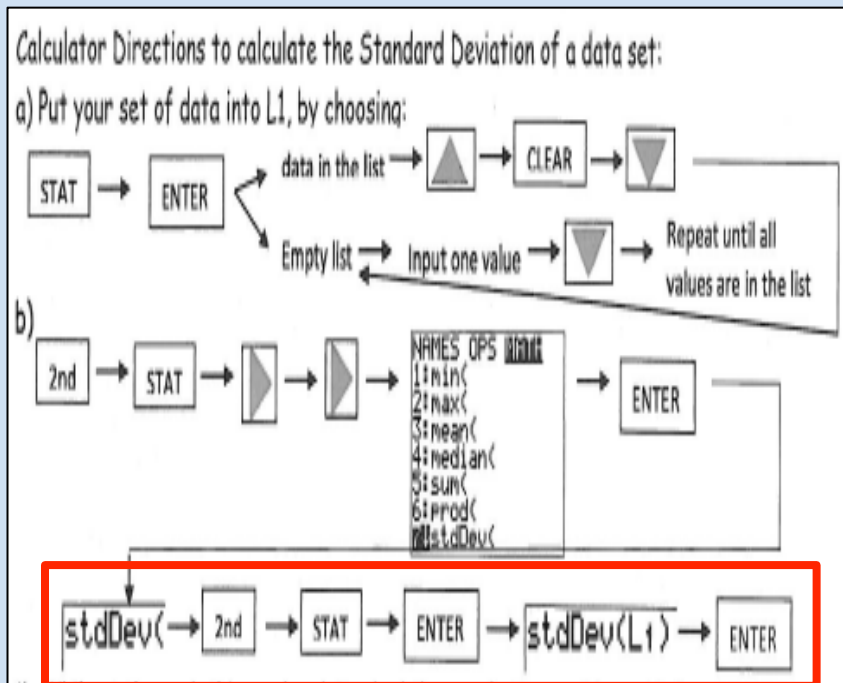 Calculator Directions to calculate the Standard Deviation of a data set:
a) Put your set of data into L1, by choosing:
STAT ENTER data in the list CLEAR
Empty list Input one value Repeat until all
values are in the list
b)
2nd STAT ENTER
NAMES OPS MATH
1:min(
2:max(
3:mean(
4:median(
5:sum(
6:prod(
7:stdDev(
stdDev( 2nd STAT ENTER stdDev(L1) ENTER